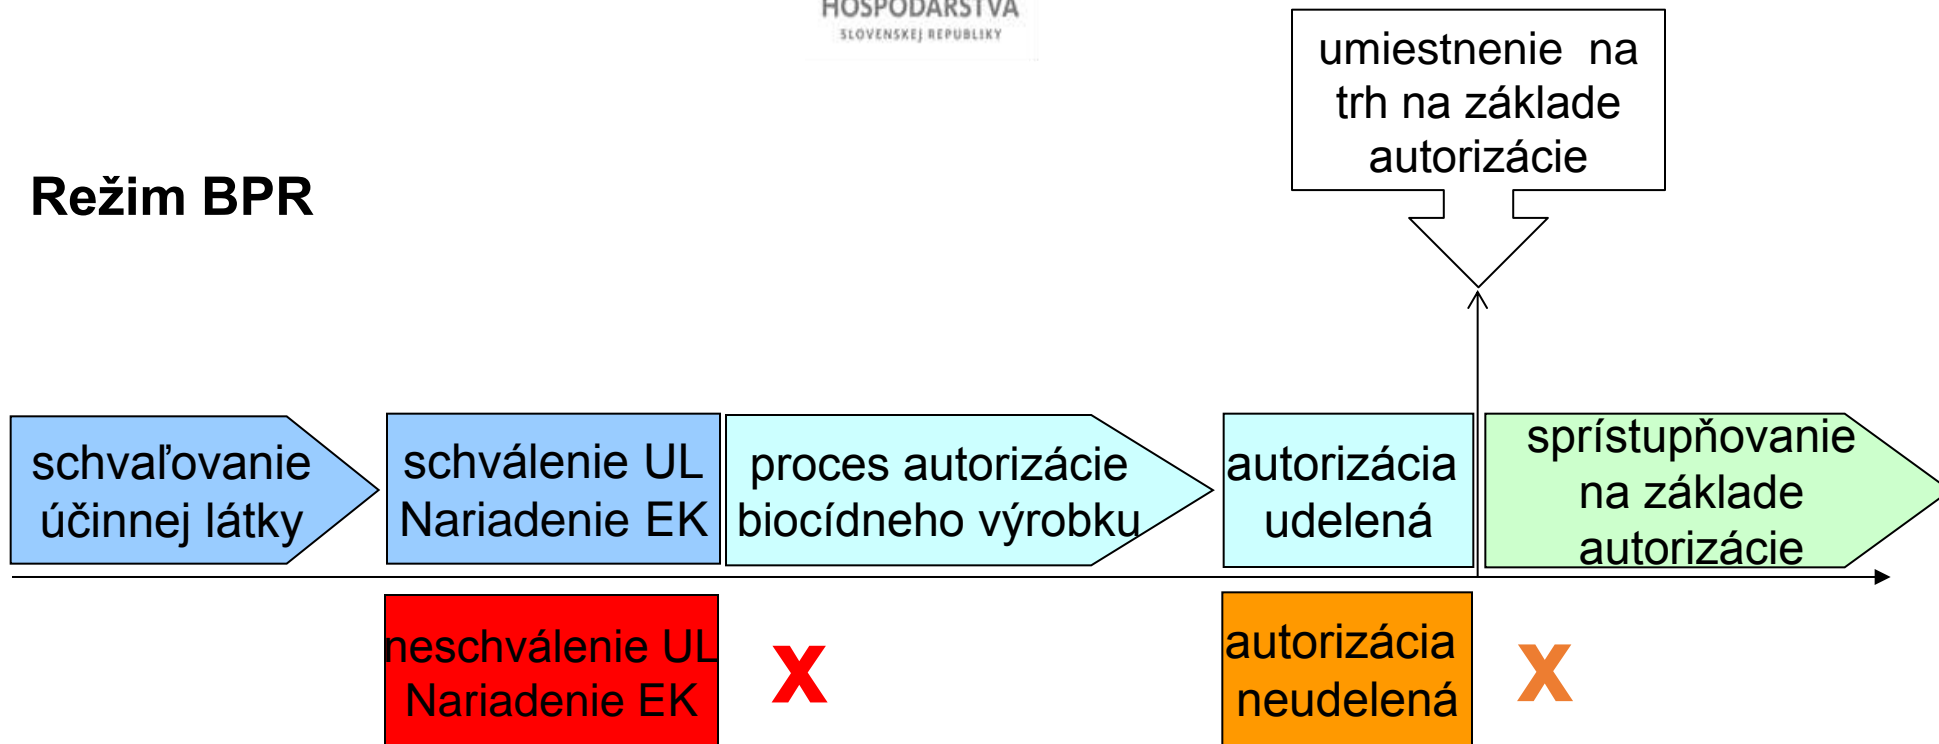 HOSPODÁRSTVA
SLOVENSKEJ REPUBLIKY
umiestnenie na
trh na základe
autorizácie
Režim BPR
schvaľovanie
účinnej látky
schválenie UL
Nariadenie EK
proces autorizácie
biocídneho výrobku
autorizácia
udelená
sprístupňovanie
na základe
autorizácie
neschválenie UL
Nariadenie EK
X
autorizácia
neudelená
X